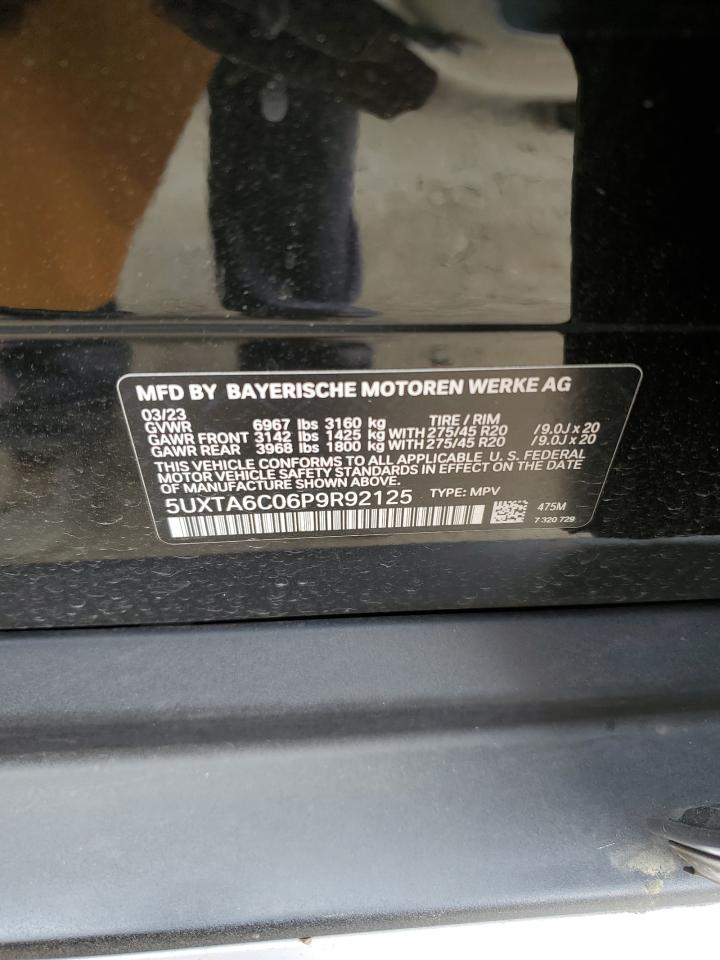 MFD BY BAYERISCHE MOTOREN WERKE AG
03/23
GVWR 6967 lbs 3160 kg TIRE / RIM
GAWR FRONT 3142 lbs 1425 kg WITH 275/45 R20 /9.0J x 20
GAWR REAR 3968 lbs 1800 kg WITH 275/45 R20 /9.0J x 20
THIS VEHICLE CONFORMS TO ALL APPLICABLE U. S. FEDERAL
MOTOR VEHICLE SAFETY STANDARDS IN EFFECT ON THE DATE
OF MANUFACTURE SHOWN ABOVE.
5UXTA6C06P9R92125 TYPE: MPV
475M
7 320 729